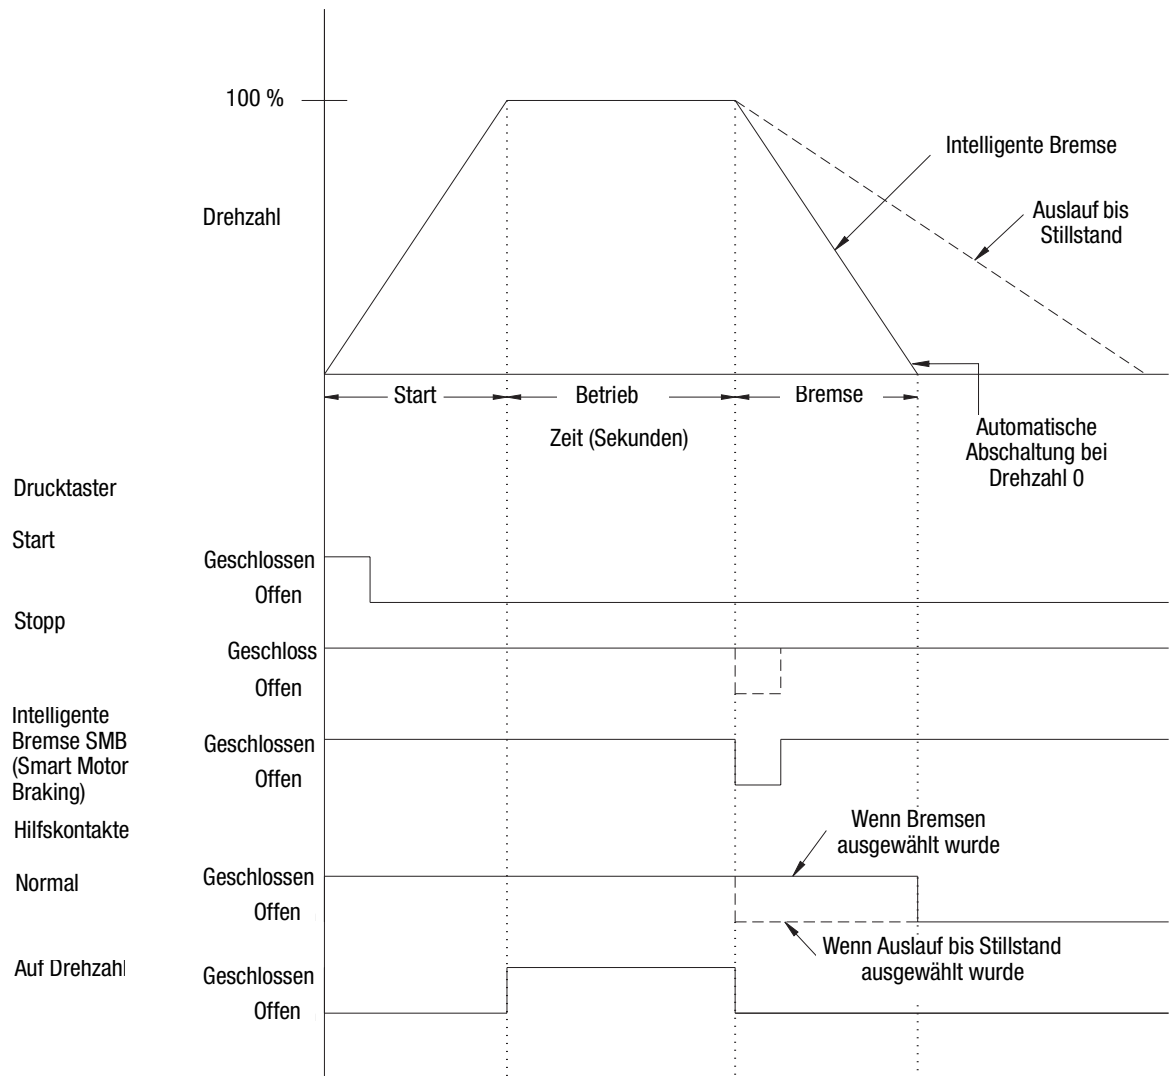 100 %
Drehzahl
Intelligente Bremse
Auslauf bis
Stillstand
Start
Betrieb
Bremse
Zeit (Sekunden)
Automatische
Abschaltung bei
Drehzahl 0
Drucktaster
Start
Geschlossen
Offen
Stopp
Geschloss
Offen
Intelligente
Bremse SMB
(Smart Motor
Braking)
Geschlossen
Offen
Hilfskontakte
Wenn Bremsen
ausgewählt wurde
Normal
Geschlossen
Offen
Wenn Auslauf bis Stillstand
ausgewählt wurde
Auf Drehzahl
Geschlossen
Offen